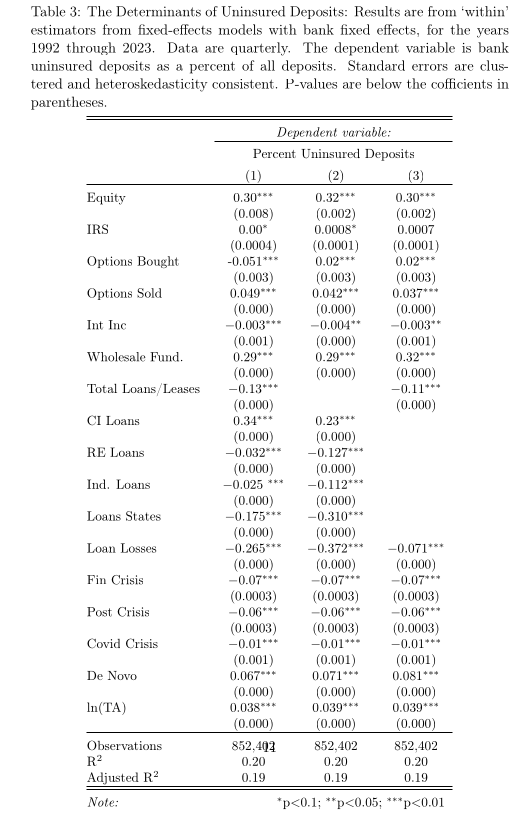 Table 3: The Determinants of Uninsured Deposits: Results are from ‘within’
estimators from fixed-effects models with bank fixed effects, for the years
1992 through 2023. Data are quarterly. The dependent variable is bank
uninsured deposits as a percent of all deposits. Standard errors are clus-
tered and heteroskedasticity consistent. P-values are below the cofficients in
parentheses.
Dependent variable:
Percent Uninsured Deposits
(1) (2) (3)
Equity 0.30*** 0.32*** 0.30***
(0.008) (0.002) (0.002)
IRS 0.00* 0.0008* 0.0007
(0.0004) (0.0001) (0.0001)
Options Bought -0.051*** 0.02*** 0.02***
(0.003) (0.003) (0.003)
Options Sold 0.049*** 0.042*** 0.037***
(0.000) (0.000) (0.000)
Int Inc −0.003*** −0.004** −0.003**
(0.001) (0.000) (0.001)
Wholesale Fund. 0.29*** 0.29*** 0.32***
(0.000) (0.000) (0.000)
Total Loans/Leases −0.13*** −0.11***
(0.000) (0.000)
CI Loans 0.34*** 0.23***
(0.000) (0.000)
RE Loans −0.032*** −0.127***
(0.000) (0.000)
Ind. Loans −0.025 *** −0.112***
(0.000) (0.000)
Loans States −0.175*** −0.310***
(0.000) (0.000)
Loan Losses −0.265*** −0.372*** −0.071***
(0.000) (0.000) (0.000)
Fin Crisis −0.07*** −0.07*** −0.07***
(0.0003) (0.0003) (0.0003)
Post Crisis −0.06*** −0.06*** −0.06***
(0.0003) (0.0003) (0.0003)
Covid Crisis −0.01*** −0.01*** −0.01***
(0.001) (0.001) (0.001)
De Novo 0.067*** 0.071*** 0.081***
(0.000) (0.000) (0.000)
ln(TA) 0.038*** 0.039*** 0.039***
(0.000) (0.000) (0.000)
Observations 852,402 852,402 852,402
R² 0.20 0.20 0.20
Adjusted R² 0.19 0.19 0.19
Note: *p<0.1; **p<0.05; ***p<0.01